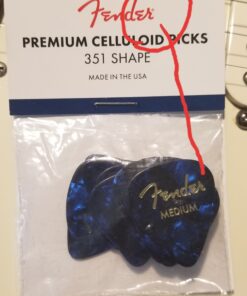 Fender
PREMIUM CELLULOID PICKS
351 SHAPE
MADE IN THE USA
Fender
MEDIUM